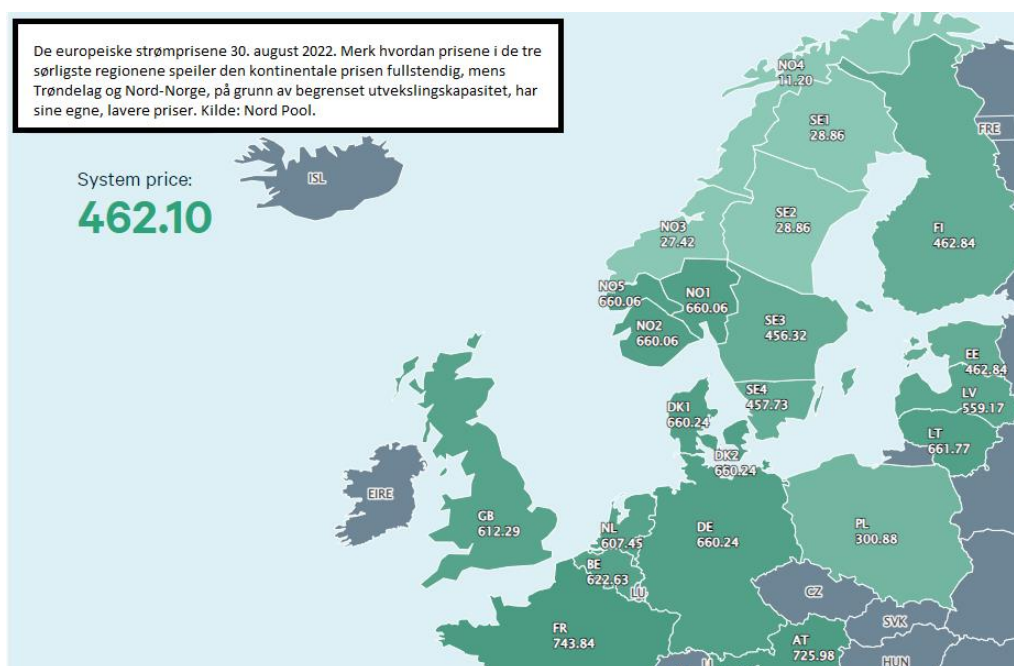 De europeiske strømprisene 30. august 2022. Merk hvordan prisene i de tre
sørligste regionene speiler den kontinentale prisen fullstendig, mens
Trøndelag og Nord-Norge, på grunn av begrenset utvekslingskapasitet, har
sine egne, lavere priser. Kilde: Nord Pool.
System price:
462.10
ISL
NO4
11.20
SE1
28.86
FRE
SE2
28.86
NO3
27.42
FI
462.84
NO5
660.06
NO1
660.06
NO2
660.06
SE3
456.32
EE
462.84
SE4
457.73
LV
559.17
DK1
660.24
LT
661.77
DK2
660.24
EIRE
GB
612.29
NL
607.45
DE
660.24
PL
300.88
BE
622.63
LU
CZ
SVK
FR
743.84
AT
725.98
LI
HUN